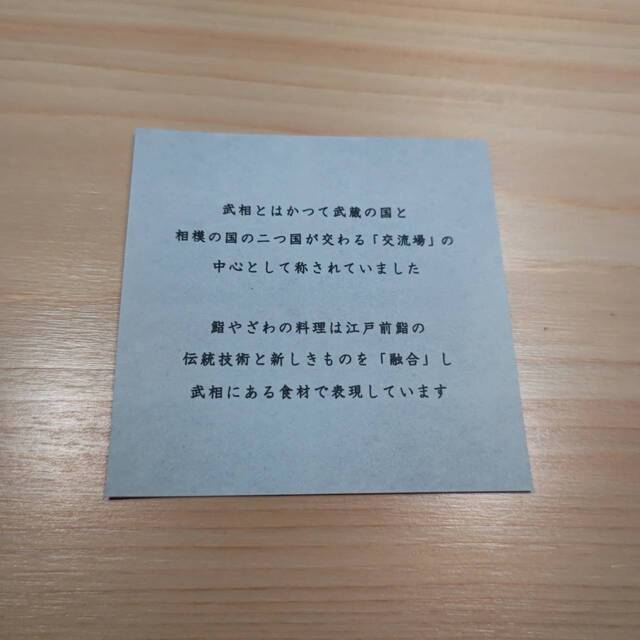 武相とはかつて武蔵の国と
相模の国の二つ国が交わる「交流場」の
中心として称されていました
鮨やざわの料理は江戸前鮨の
伝統技術と新しきものを「融合」し
武相にある食材で表現しています